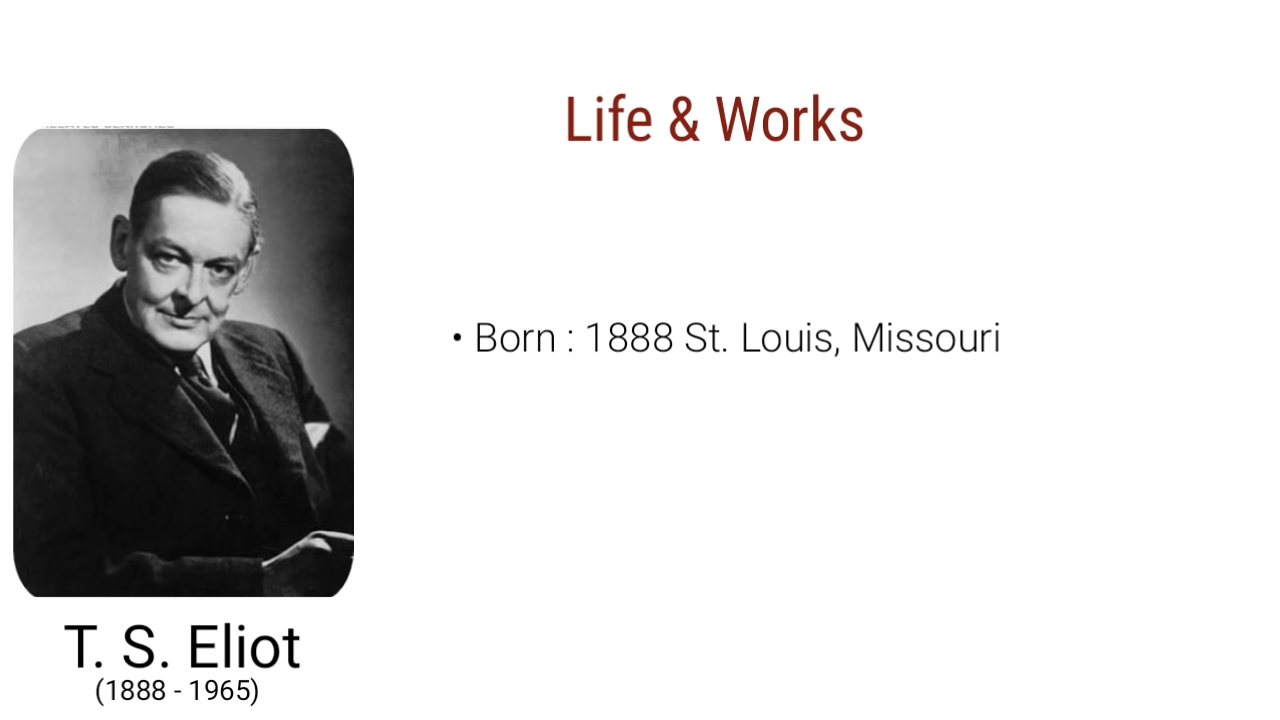 Life & Works
• Born : 1888 St. Louis, Missouri
T. S. Eliot
(1888 - 1965)